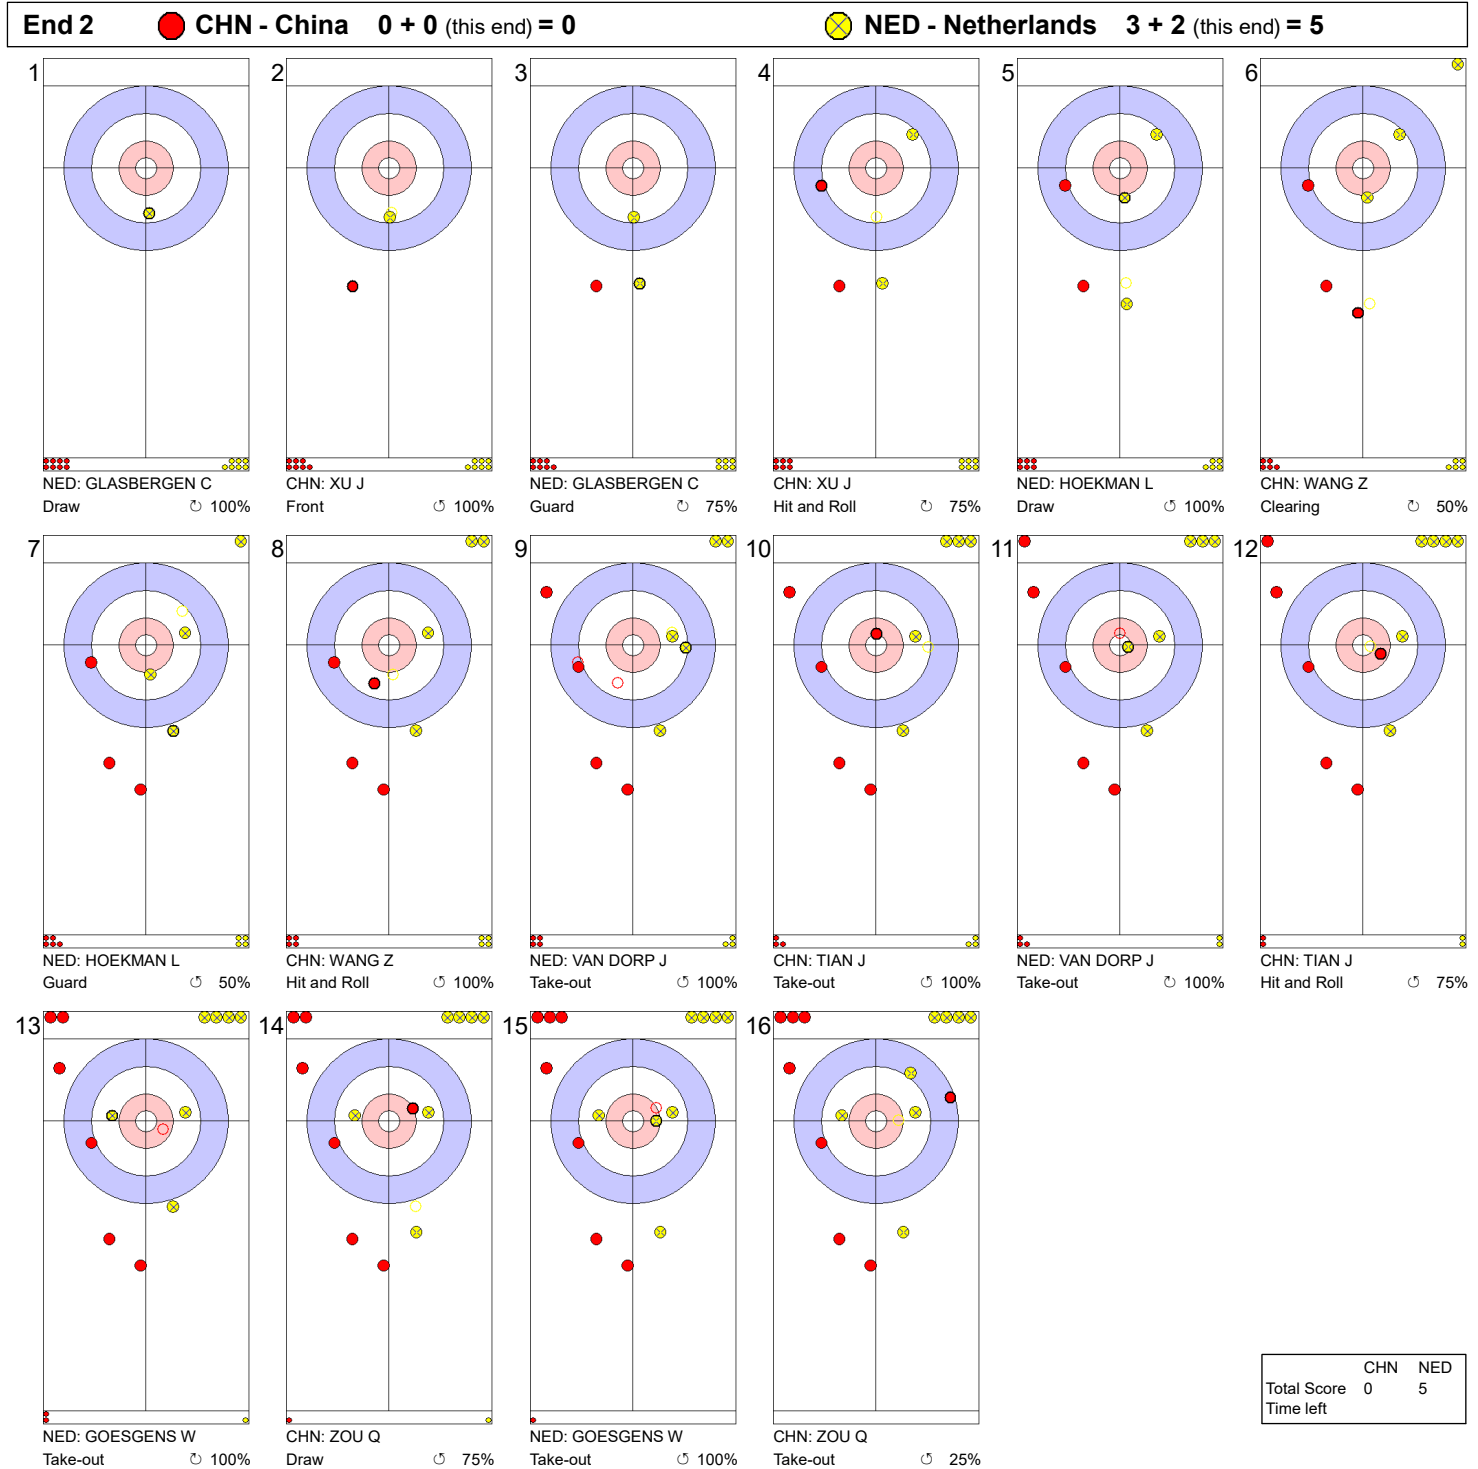 End 2 CHN - China 0 + 0 (this end) = 0 NED - Netherlands 3 + 2 (this end) = 5
1 2 3 4 5 6
NED: GLASBERGEN C CHN: XU J NED: GLASBERGEN C CHN: XU J NED: HOEKMAN L CHN: WANG Z
Draw ↻ 100% Front ↺ 100% Guard ↻ 75% Hit and Roll ↻ 75% Draw ↺ 100% Clearing ↻ 50%
7 8 9 10 11 12
NED: HOEKMAN L CHN: WANG Z NED: VAN DORP J CHN: TIAN J NED: VAN DORP J CHN: TIAN J
Guard ↺ 50% Hit and Roll ↺ 100% Take-out ↺ 100% Take-out ↺ 100% Take-out ↺ 100% Hit and Roll ↺ 75%
13 14 15 16
NED: GOESGENS W CHN: ZOU Q NED: GOESGENS W CHN: ZOU Q
Take-out ↻ 100% Draw ↺ 75% Take-out ↺ 100% Take-out ↺ 25%
CHN NED
Total Score 0 5
Time left